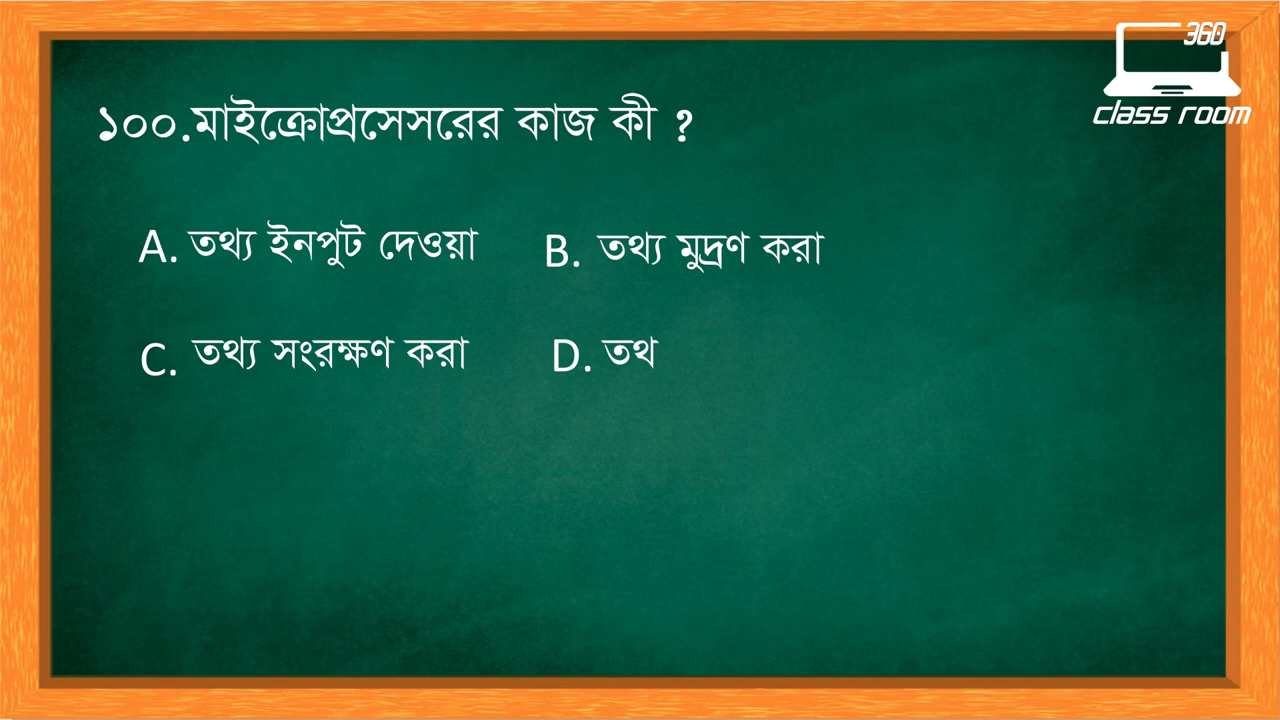 360
class room
১০০.মাইক্রোপ্রসেসরের কাজ কী ?
A. তথ্য ইনপুট দেওয়া B. তথ্য মুদ্রণ করা
C. তথ্য সংরক্ষণ করা D. তথ